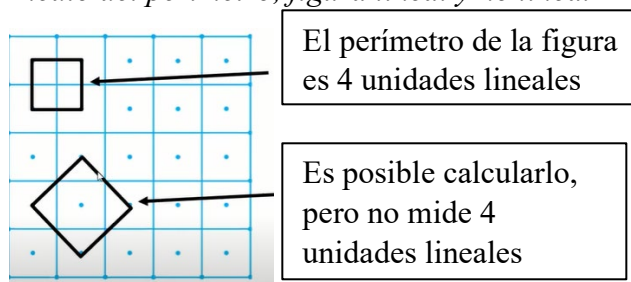 El perímetro de la figura
es 4 unidades lineales
Es posible calcularlo,
pero no mide 4
unidades lineales